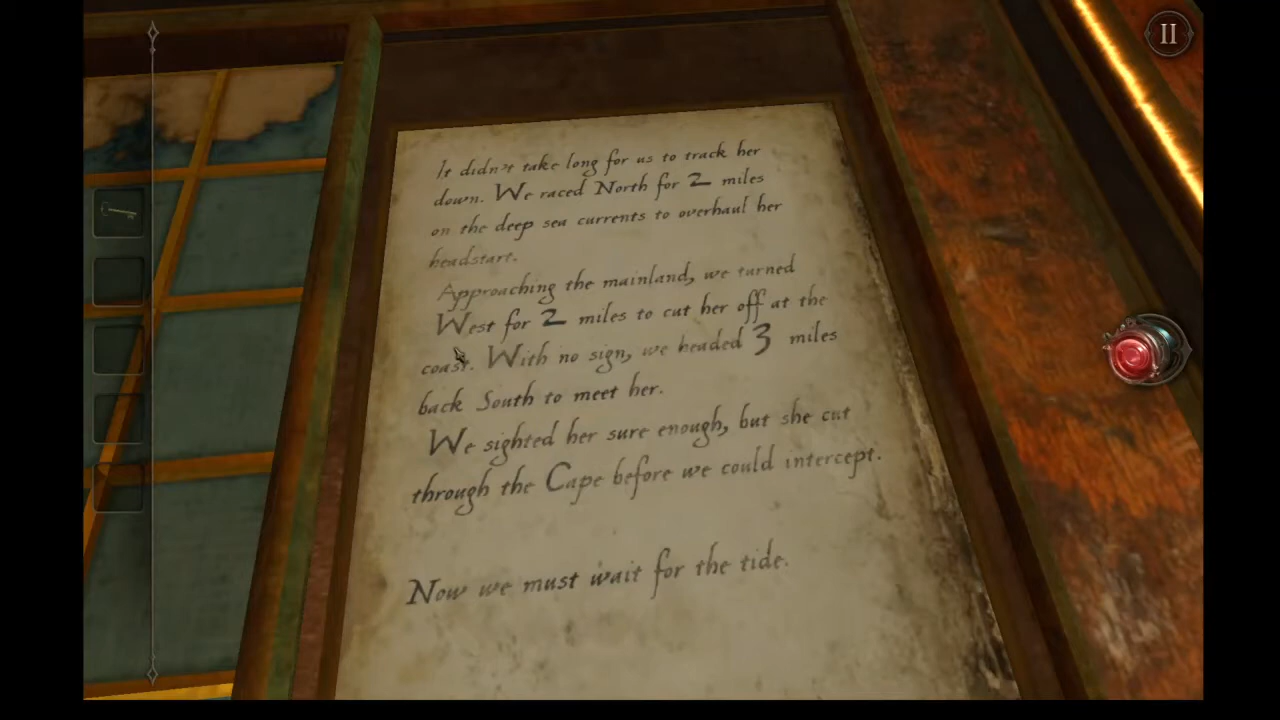 It didn't take long for us to track her
down. We raced North for 2 miles
on the deep sea currents to overhaul her
headstart.
Approaching the mainland, we turned
West for 2 miles to cut her off at the
coast. With no sign, we headed 3 miles
back South to meet her.
We sighted her sure enough, but she cut
through the Cape before we could intercept.
Now we must wait for the tide.